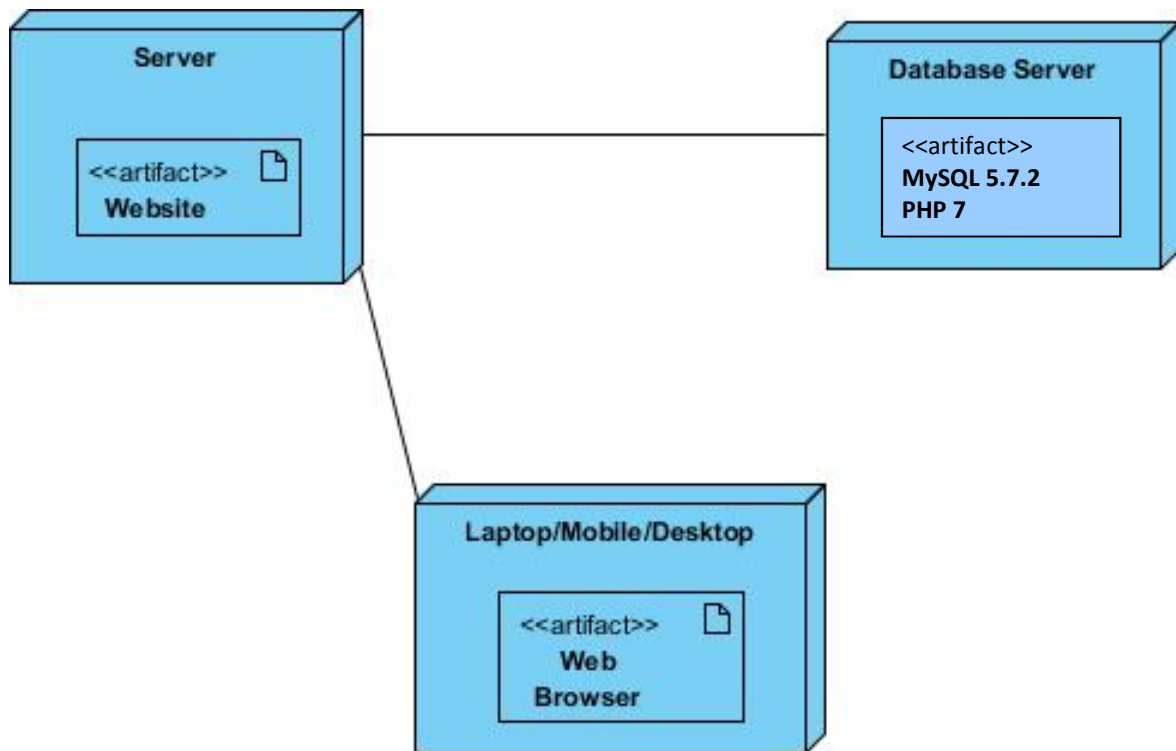 Server
<<artifact>>
Website
Database Server
<<artifact>>
MySQL 5.7.2
PHP 7
Laptop/Mobile/Desktop
<<artifact>>
Web
Browser